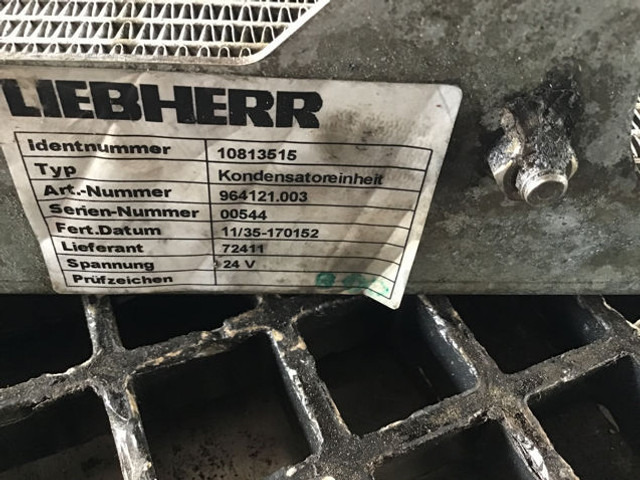 LIEBHERR
Identnummer 10813515
Typ Kondensatoreinheit
Art.-Nummer 964121.003
Serien-Nummer 00544
Fert.Datum 11/35-170152
Lieferant 72411
Spannung 24 V
Prüfzeichen